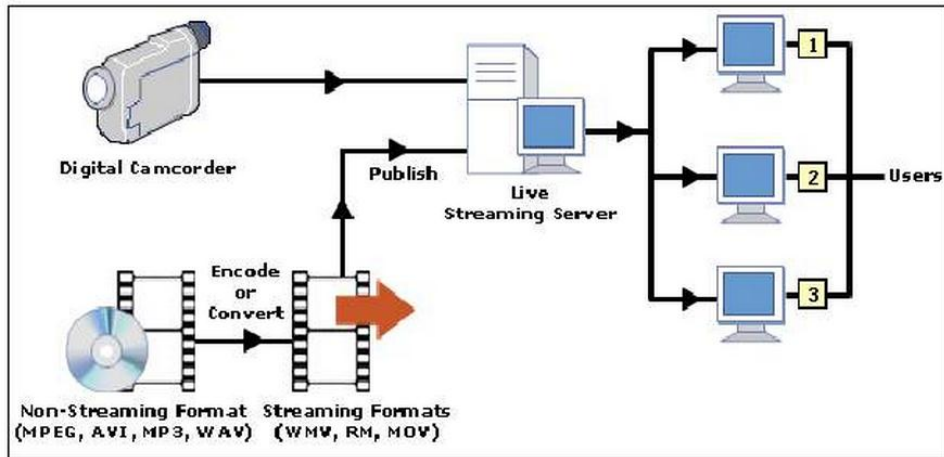 1
Digital Camcorder
Publish
2
Users
Live
Streaming Server
Encode
or
Convert
3
Non-Streaming Format
(MPEG, AVI, MP3, WAV)
Streaming Formats
(WMV, RM, MOV)